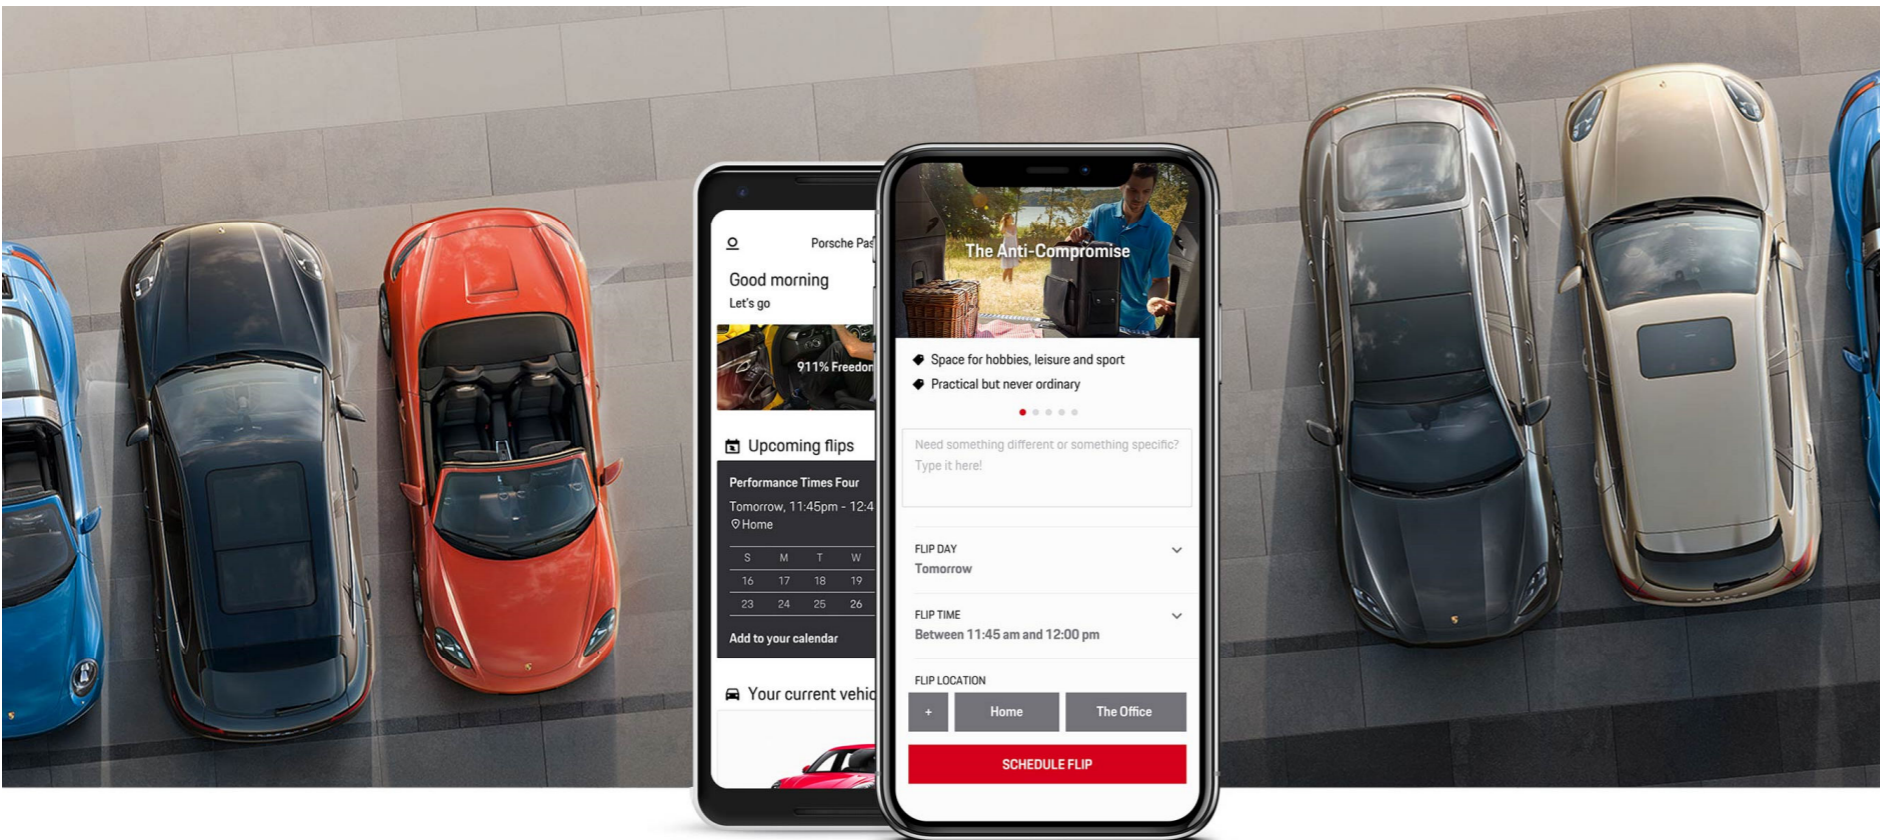 Porsche Pas
Good morning
Let's go
911% Freedom
Upcoming flips
Performance Times Four
Tomorrow, 11:45pm - 12:4
Home
S M T W
16 17 18 19
23 24 25 26
Add to your calendar
Your current vehic
The Anti-Compromise
Space for hobbies, leisure and sport
Practical but never ordinary
Need something different or something specific?
Type it here!
FLIP DAY
Tomorrow
FLIP TIME
Between 11:45 am and 12:00 pm
FLIP LOCATION
+ Home The Office
SCHEDULE FLIP